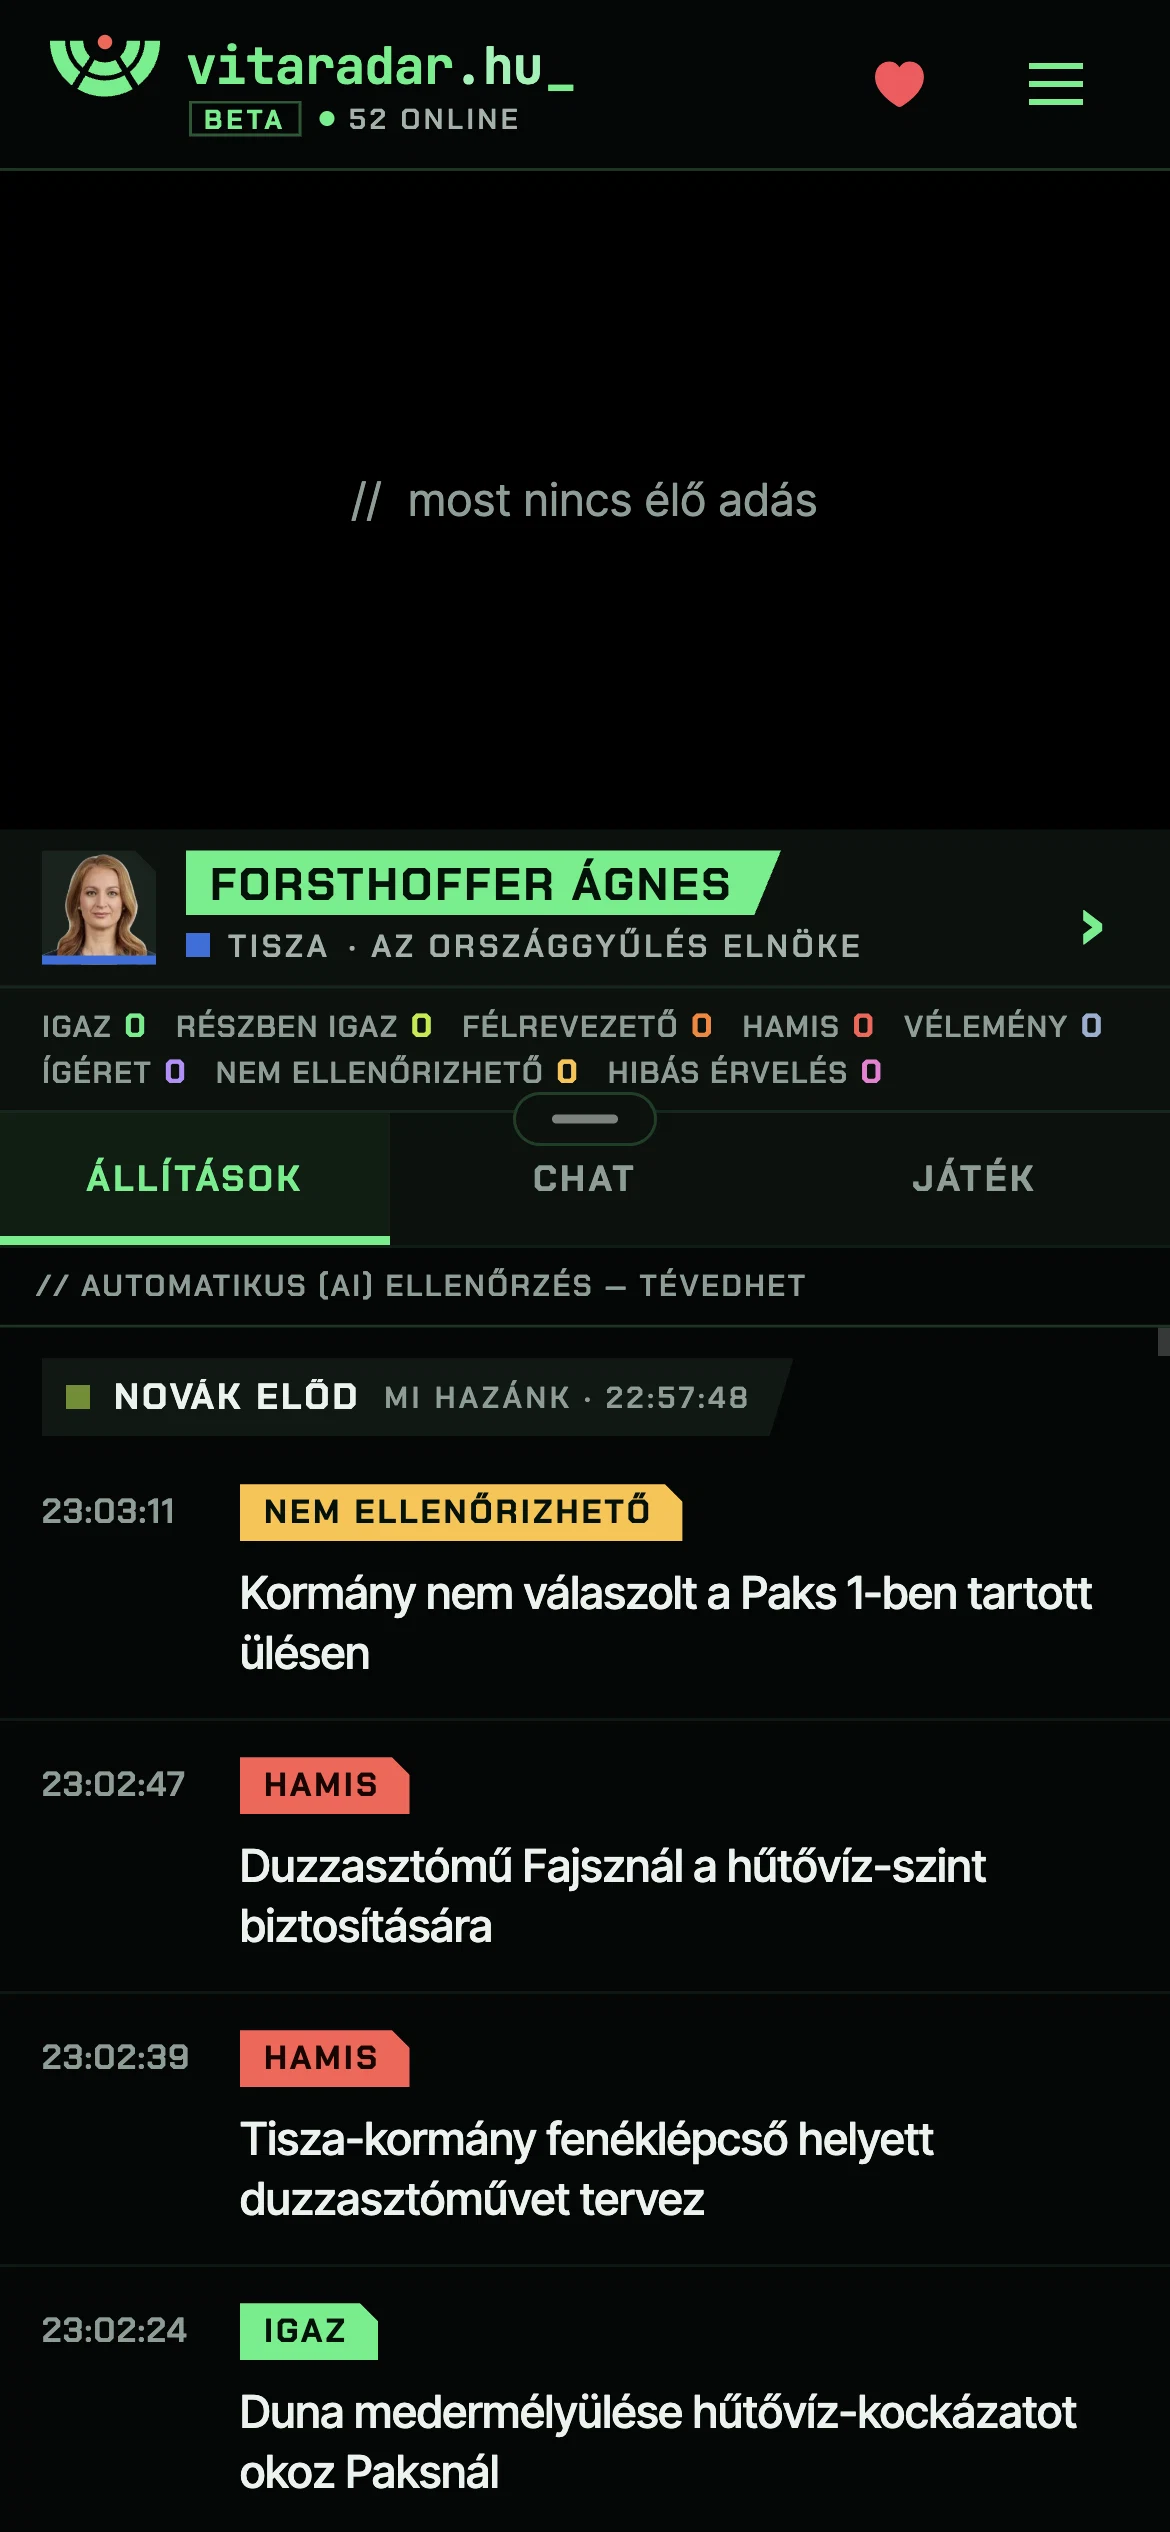 vitaradar.hu_
BETA 52 ONLINE
// most nincs élő adás
FORSTHOFFER ÁGNES
TISZA · AZ ORSZÁGGYŰLÉS ELNÖKE
IGAZ 0 RÉSZBEN IGAZ 0 FÉLREVEZETŐ 0 HAMIS 0 VÉLEMÉNY 0
ÍGÉRET 0 NEM ELLENŐRIZHETŐ 0 HIBÁS ÉRVELÉS 0
ÁLLÍTÁSOK CHAT JÁTÉK
// AUTOMATIKUS (AI) ELLENŐRZÉS — TÉVEDHET
NOVÁK ELŐD MI HAZÁNK · 22:57:48
23:03:11 NEM ELLENŐRIZHETŐ
Kormány nem válaszolt a Paks 1-ben tartott
ülésen
23:02:47 HAMIS
Duzzasztómű Fajsznál a hűtővíz-szint
biztosítására
23:02:39 HAMIS
Tisza-kormány fenéklépcső helyett
duzzasztóművet tervez
23:02:24 IGAZ
Duna medermélyülése hűtővíz-kockázatot
okoz Paksnál